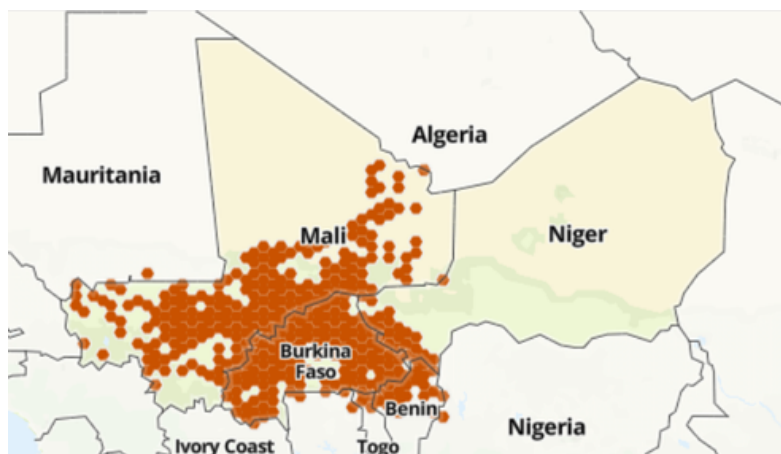 Algeria
Mauritania
Mali
Niger
Burkina
Faso
Benin
Nigeria
Ivory Coast
Togo